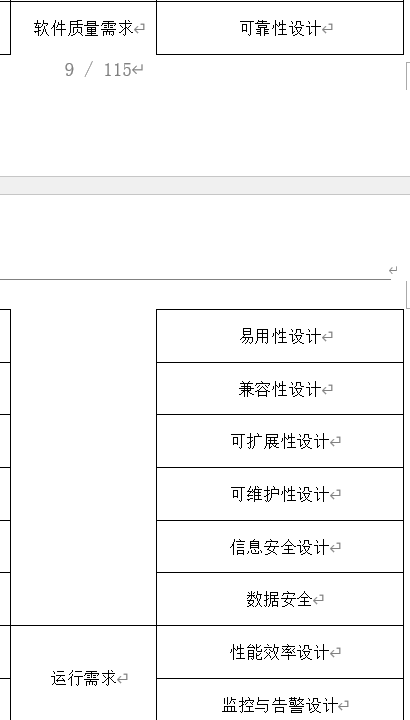 软件质量需求 可靠性设计
9 / 115
易用性设计
兼容性设计
可扩展性设计
可维护性设计
信息安全设计
数据安全
性能效率设计
运行需求
监控与告警设计